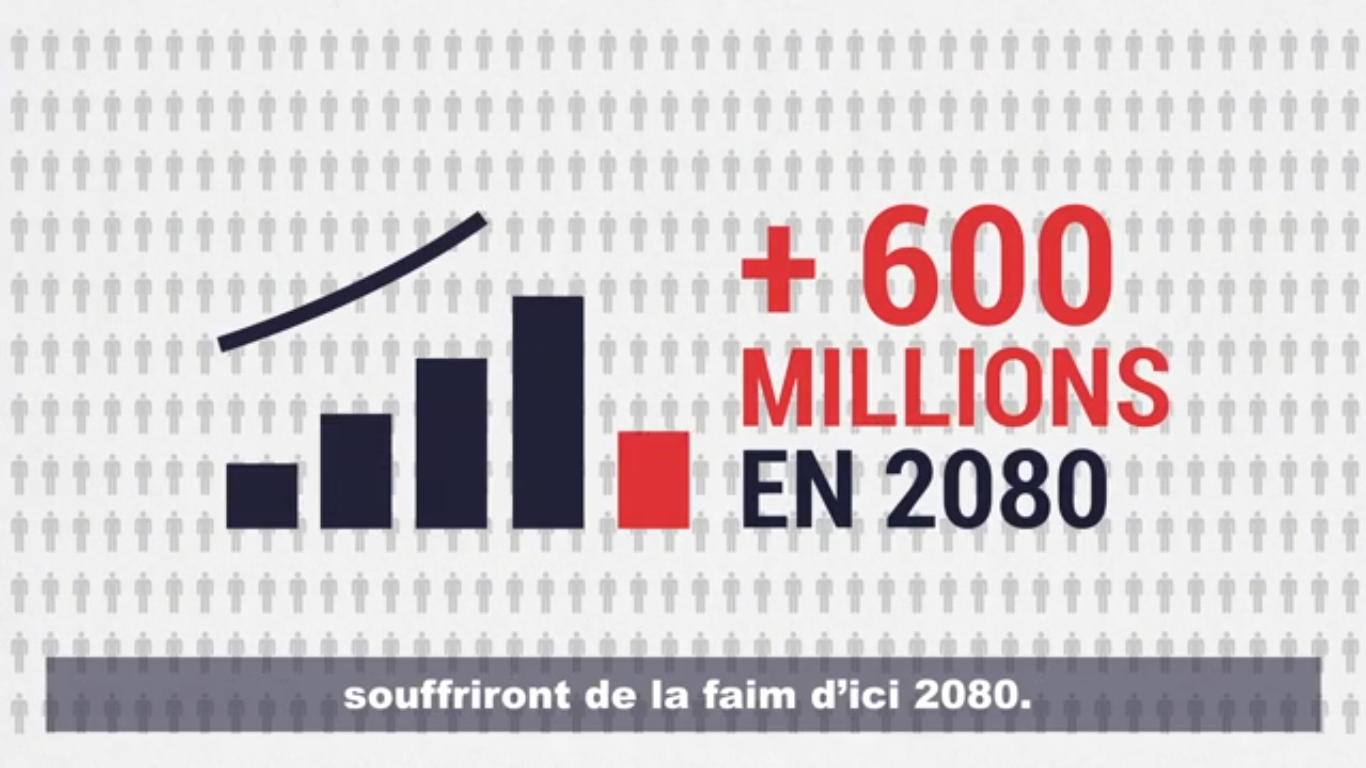 + 600
MILLIONS
EN 2080
souffriront de la faim d’ici 2080.